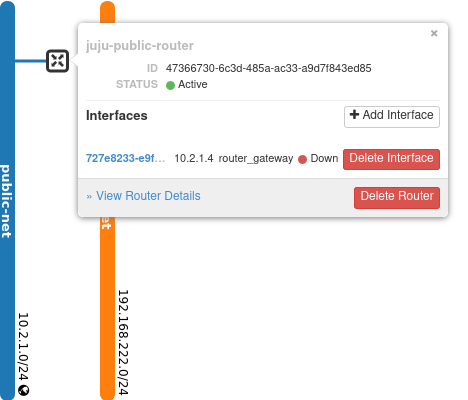 juju-public-router
ID 47366730-6c3d-485a-ac33-a9d7f843ed85
STATUS Active
Interfaces
Add Interface
727e8233-e9f... 10.2.1.4 router_gateway Down Delete Interface
» View Router Details
Delete Router
public-net
10.2.1.0/24
et
192.168.222.0/24